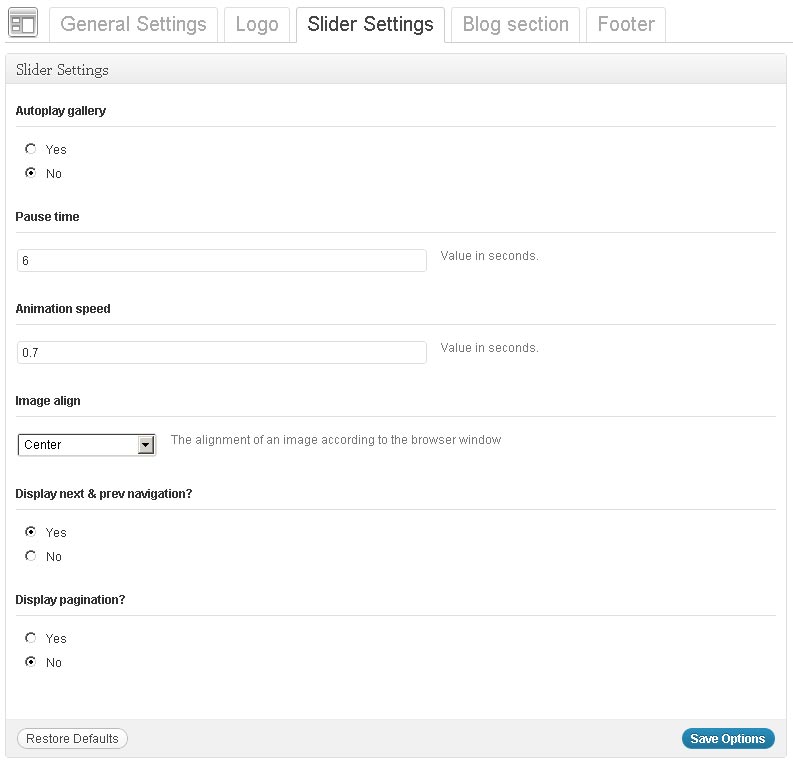 General Settings Logo Slider Settings Blog section Footer
Slider Settings
Autoplay gallery
Yes
No
Pause time
6 Value in seconds.
Animation speed
0.7 Value in seconds.
Image align
Center The alignment of an image according to the browser window
Display next & prev navigation?
Yes
No
Display pagination?
Yes
No
Restore Defaults Save Options